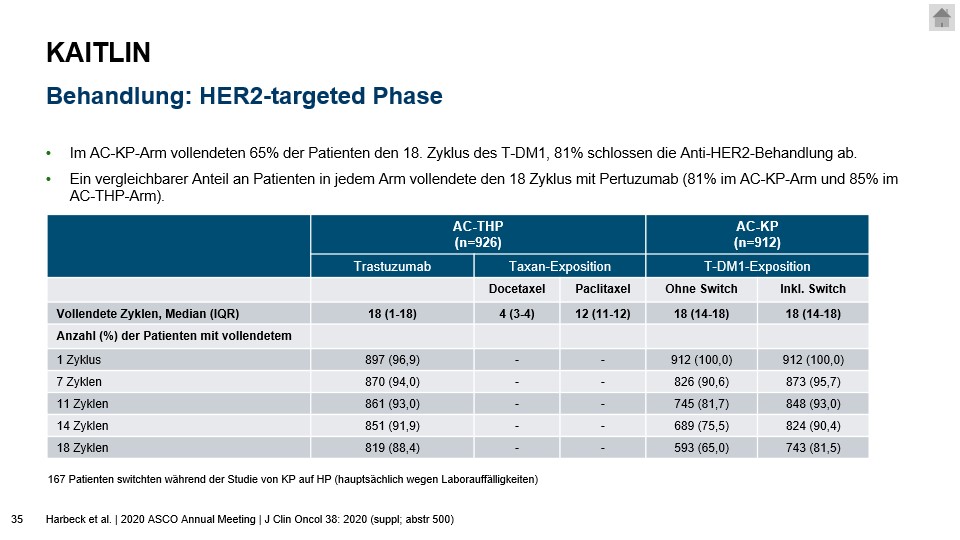 KAITLIN
Behandlung: HER2-targeted Phase
• Im AC-KP-Arm vollendeten 65% der Patienten den 18. Zyklus des T-DM1, 81% schlossen die Anti-HER2-Behandlung ab.
• Ein vergleichbarer Anteil an Patienten in jedem Arm vollendete den 18 Zyklus mit Pertuzumab (81% im AC-KP-Arm und 85% im
AC-THP-Arm).
AC-THP AC-KP
(n=926) (n=912)
Trastuzumab Taxan-Exposition T-DM1-Exposition
Docetaxel Paclitaxel Ohne Switch Inkl. Switch
Vollendete Zyklen, Median (IQR) 18 (1-18) 4 (3-4) 12 (11-12) 18 (14-18) 18 (14-18)
Anzahl (%) der Patienten mit vollendetem
1 Zyklus 897 (96,9) - - 912 (100,0) 912 (100,0)
7 Zyklen 870 (94,0) - - 826 (90,6) 873 (95,7)
11 Zyklen 861 (93,0) - - 745 (81,7) 848 (93,0)
14 Zyklen 851 (91,9) - - 689 (75,5) 824 (90,4)
18 Zyklen 819 (88,4) - - 593 (65,0) 743 (81,5)
167 Patienten switchten während der Studie von KP auf HP (hauptsächlich wegen Laborauffälligkeiten)
35 Harbeck et al. | 2020 ASCO Annual Meeting | J Clin Oncol 38: 2020 (suppl; abstr 500)